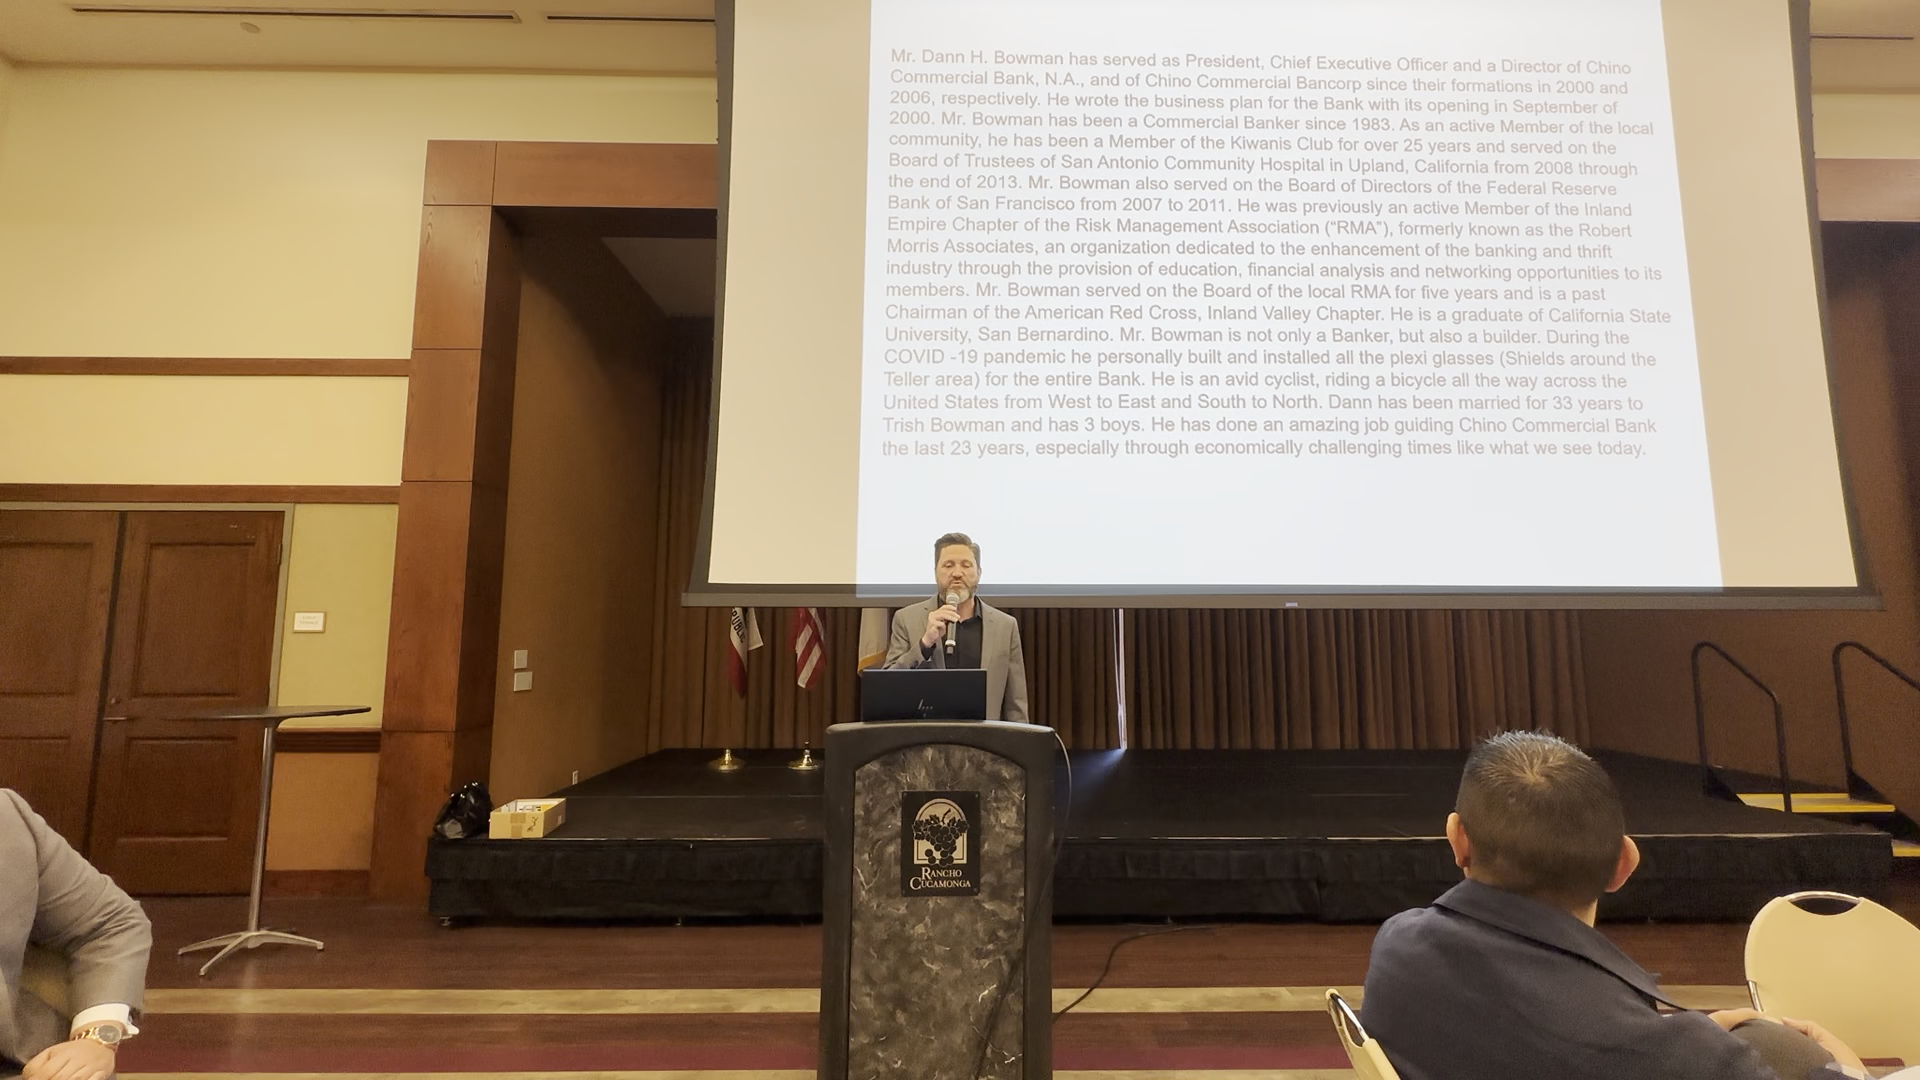 Mr. Dann H. Bowman has served as President, Chief Executive Officer and a Director of Chino
Commercial Bank, N.A., and of Chino Commercial Bancorp since their formations in 2000 and
2006, respectively. He wrote the business plan for the Bank with its opening in September of
2000. Mr. Bowman has been a Commercial Banker since 1983. As an active Member of the local
community, he has been a Member of the Kiwanis Club for over 25 years and served on the
Board of Trustees of San Antonio Community Hospital in Upland, California from 2008 through
the end of 2013. Mr. Bowman also served on the Board of Directors of the Federal Reserve
Bank of San Francisco from 2007 to 2011. He was previously an active Member of the Inland
Empire Chapter of the Risk Management Association (“RMA”), formerly known as the Robert
Morris Associates, an organization dedicated to the enhancement of the banking and thrift
industry through the provision of education, financial analysis and networking opportunities to its
members. Mr. Bowman served on the Board of the local RMA for five years and is a past
Chairman of the American Red Cross, Inland Valley Chapter. He is a graduate of California State
University, San Bernardino. Mr. Bowman is not only a Banker, but also a builder. During the
COVID -19 pandemic he personally built and installed all the plexi glasses (Shields around the
Teller area) for the entire Bank. He is an avid cyclist, riding a bicycle all the way across the
United States from West to East and South to North. Dann has been married for 33 years to
Trish Bowman and has 3 boys. He has done an amazing job guiding Chino Commercial Bank
the last 23 years, especially through economically challenging times like what we see today.
hp
RANCHO
CUCAMONGA